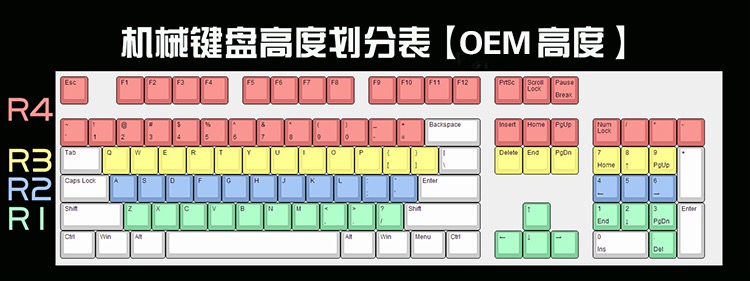 机械键盘高度划分表【OEM 高度】
Esc F1 F2 F3 F4 F5 F6 F7 F8 F9 F10 F11 F12 PrtSc Scroll Lock Pause Break
R4
! 1 @ 2 # 3 $ 4 % 5 ^ 6 & 7 * 8 ( 9 ) 0 _ - + = Backspace Insert Home PgUp Num Lock / * -
R3
Tab Q W E R T Y U I O P { [ } ] | \ Delete End PgDn 7 Home 8 ↑ 9 PgUp +
R2
Caps Lock A S D F G H J K L Enter 4 ← 5 6 →
R1
Shift Z X C V B N M < , > . ? / Shift ↑ 1 End 2 ↓ 3 PgDn Enter
Ctrl Win Alt Alt Win Menu Ctrl ← ↓ → 0 Ins . Del